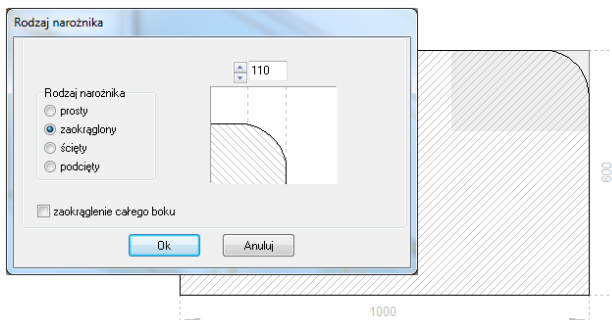 Rodzaj narożnika
110
Rodzaj narożnika
prosty
zaokrąglony
ścięty
podcięty
zaokrąglenie całego boku
Ok
Anuluj
600
1000